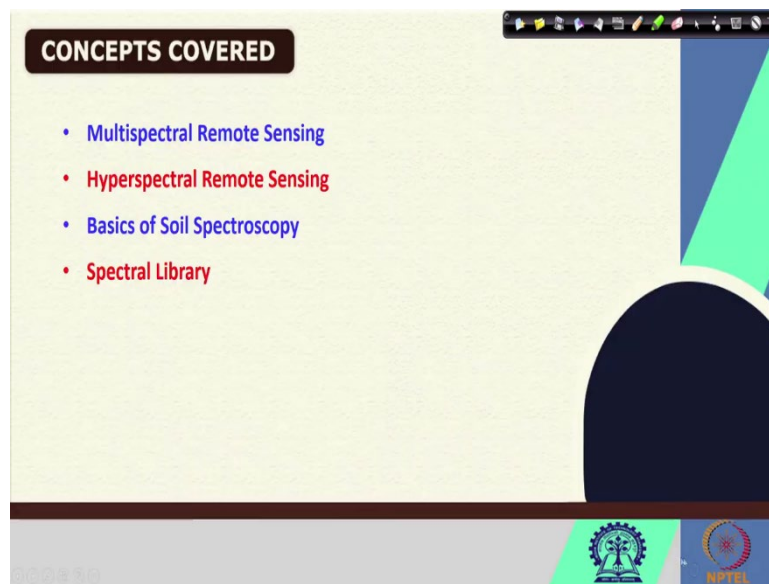 CONCEPTS COVERED
• Multispectral Remote Sensing
• Hyperspectral Remote Sensing
• Basics of Soil Spectroscopy
• Spectral Library
NPTEL